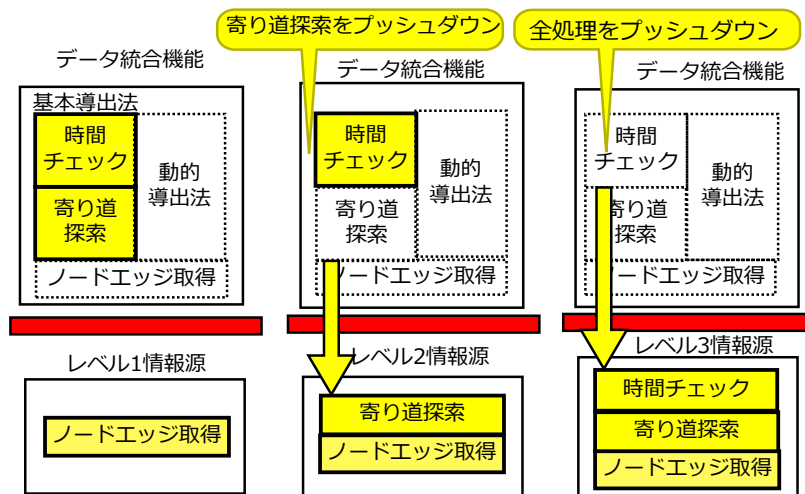 寄り道探索をプッシュダウン
全処理をプッシュダウン
データ統合機能
基本導出法
時間
チェック
寄り道
探索
動的
導出法
ノードエッジ取得
レベル1情報源
ノードエッジ取得
データ統合機能
時間
チェック
寄り道
探索
動的
導出法
ノードエッジ取得
レベル2情報源
寄り道探索
ノードエッジ取得
データ統合機能
時間
チェック
寄り道
探索
動的
導出法
ノードエッジ取得
レベル3情報源
時間チェック
寄り道探索
ノードエッジ取得